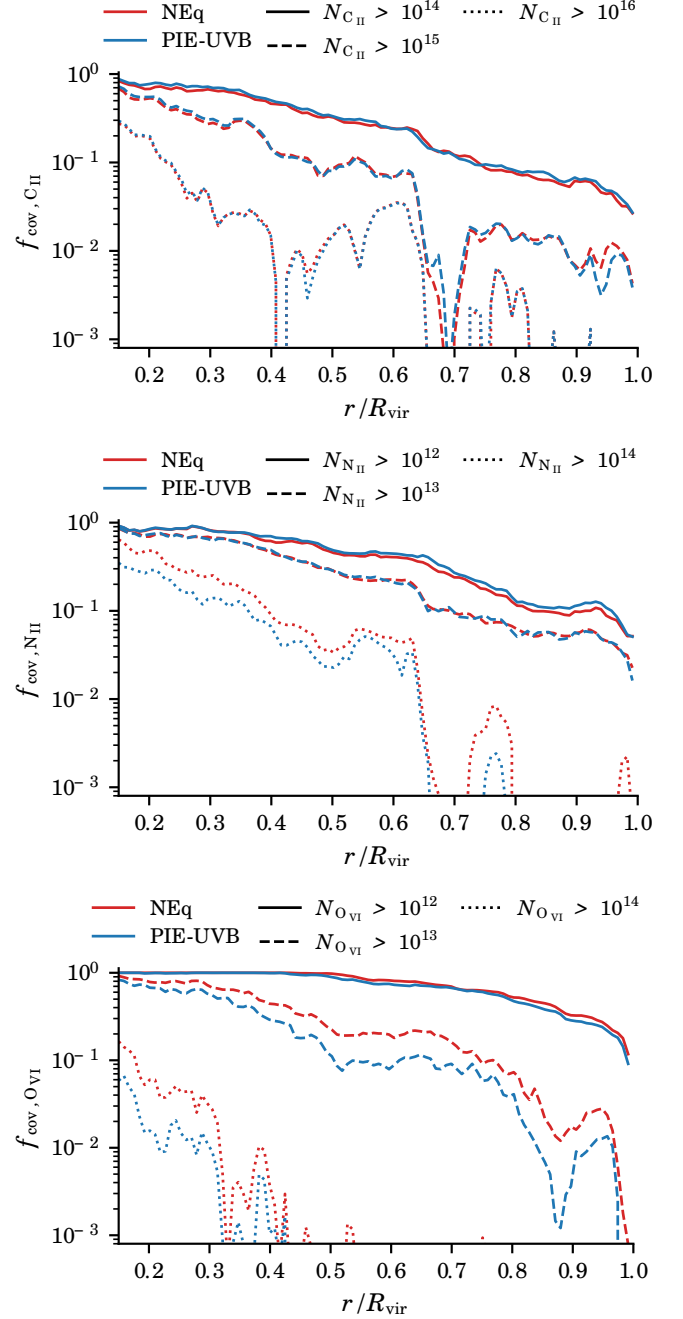 NEq N_C II > 10^14 N_C II > 10^16
PIE-UVB N_C II > 10^15
10^0
10^−1
10^−2
10^−3
f_cov, C II
0.2 0.3 0.4 0.5 0.6 0.7 0.8 0.9 1.0
r/R_vir
NEq N_N II > 10^12 N_N II > 10^14
PIE-UVB N_N II > 10^13
10^0
10^−1
10^−2
10^−3
f_cov, N II
0.2 0.3 0.4 0.5 0.6 0.7 0.8 0.9 1.0
r/R_vir
NEq N_O VI > 10^12 N_O VI > 10^14
PIE-UVB N_O VI > 10^13
10^0
10^−1
10^−2
10^−3
f_cov, O VI
0.2 0.3 0.4 0.5 0.6 0.7 0.8 0.9 1.0
r/R_vir